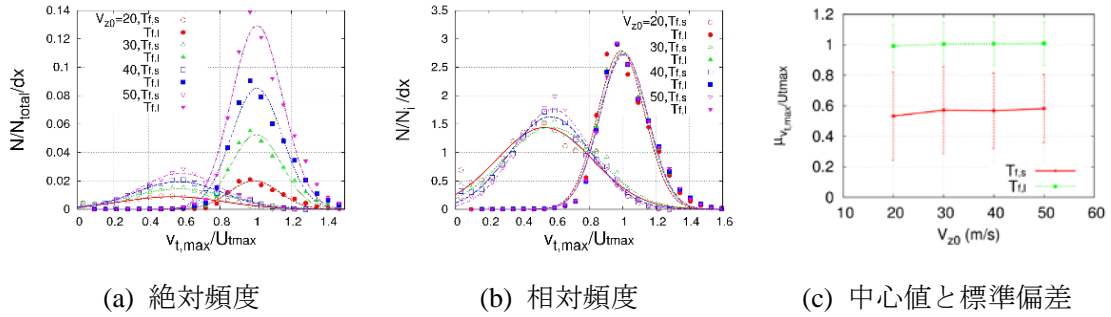 N/N_total/dx
0.14
0.12
0.1
0.08
0.06
0.04
0.02
0
V_z0=20,T_f,s
T_f,l
30,T_f,s
T_f,l
40,T_f,s
T_f,l
50,T_f,s
T_f,l
0.0 0.2 0.4 0.6 0.8 1.0 1.2 1.4
v_t,max/U_tmax
N/N_i/dx
3.5
3.0
2.5
2.0
1.5
1.0
0.5
0.0
V_z0=20,T_f,s
T_f,l
30,T_f,s
T_f,l
40,T_f,s
T_f,l
50,T_f,s
T_f,l
0.0 0.2 0.4 0.6 0.8 1 1.2 1.4 1.6
v_t,max/U_tmax
μ_v_t,max/U_tmax
1.2
1
0.8
0.6
0.4
0.2
0
T_f,s
T_f,l
10 20 30 40 50 60
V_z0 (m/s)
(a) 絶対頻度
(b) 相対頻度
(c) 中心値と標準偏差